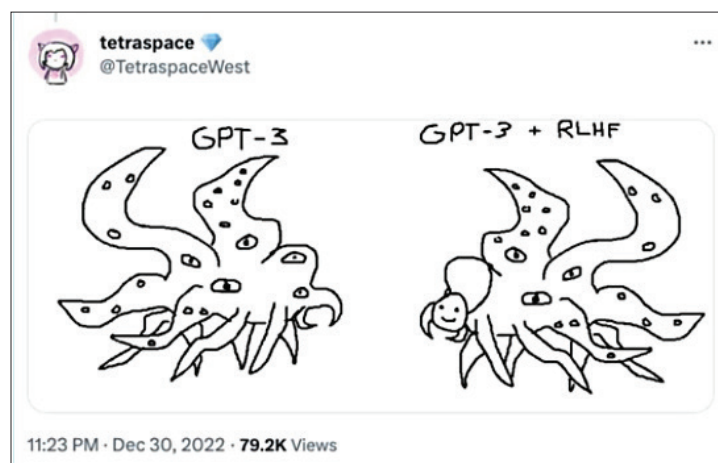 tetraspace 💎
@TetraspaceWest
GPT-3
GPT-3 + RLHF
11:23 PM · Dec 30, 2022 · 79.2K Views